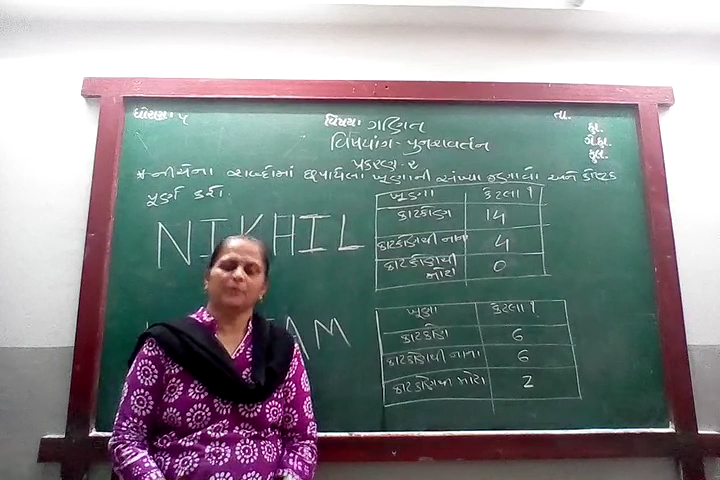 ધોરણ: ૫ વિષય: ગણિત તા.
વિષયાંગ - પુનરાવર્તન
પ્રકરણ - ૨
હા.
ગે.હા.
કુલ.
* નીચેના શબ્દોમાં છુપાયેલા ખૂણાની સંખ્યા જણાવો અને કોષ્ટક
પૂર્ણ કરો.
NIKHIL
ખૂણા કેટલા ?
કાટકોણ 14
કાટકોણથી નાના 4
કાટકોણથી મોટા 0
AM
ખૂણા કેટલા ?
કાટકોણ 6
કાટકોણથી નાના 6
કાટકોણથી મોટા 2